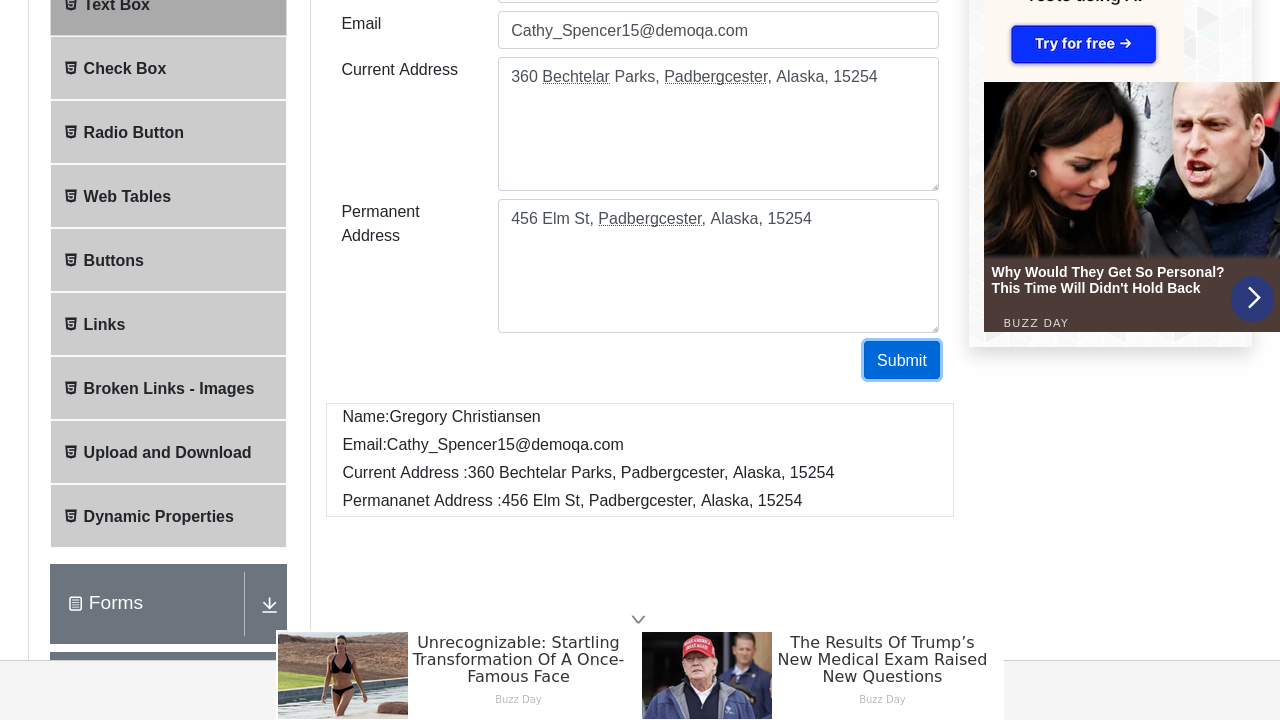 Text Box
Check Box
Radio Button
Web Tables
Buttons
Links
Broken Links - Images
Upload and Download
Dynamic Properties
Forms
Email
Cathy_Spencer15@demoqa.com
Current Address
360 Bechtelar Parks, Padbergcester, Alaska, 15254
Permanent
Address
456 Elm St, Padbergcester, Alaska, 15254
Submit
Name:Gregory Christiansen
Email:Cathy_Spencer15@demoqa.com
Current Address :360 Bechtelar Parks, Padbergcester, Alaska, 15254
Permananet Address :456 Elm St, Padbergcester, Alaska, 15254
Try for free →
Why Would They Get So Personal?
This Time Will Didn't Hold Back
BUZZ DAY
Unrecognizable: Startling
Transformation Of A Once-
Famous Face
Buzz Day
The Results Of Trump’s
New Medical Exam Raised
New Questions
Buzz Day